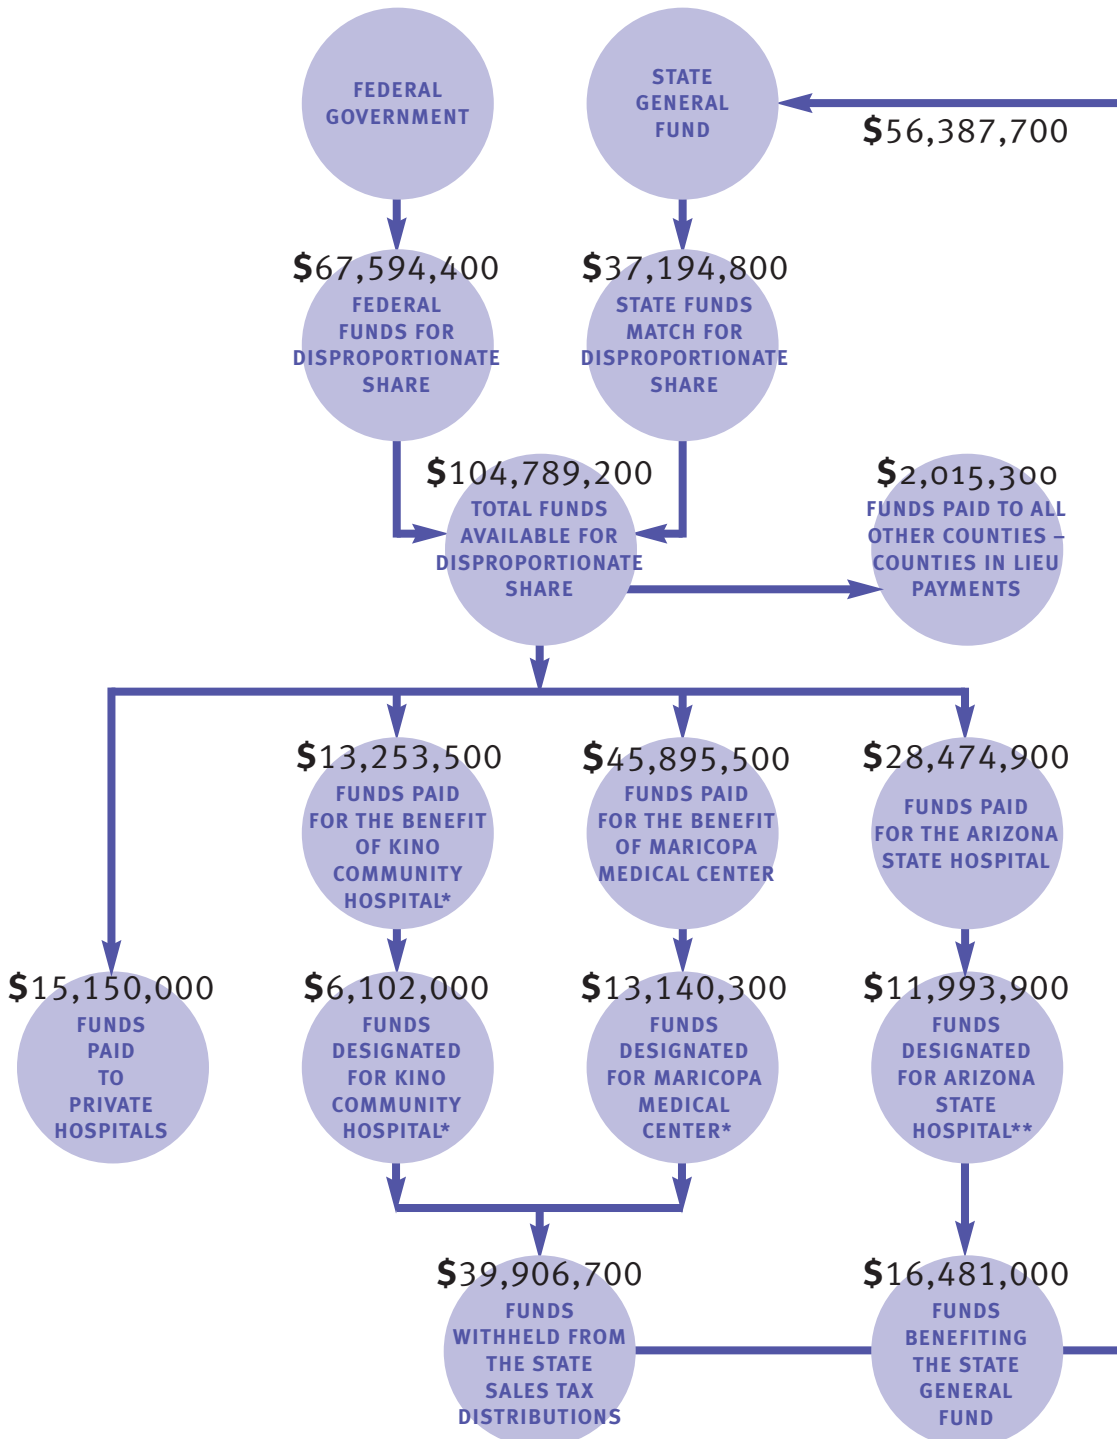 FEDERAL
GOVERNMENT
STATE
GENERAL
FUND
$56,387,700
$67,594,400
FEDERAL
FUNDS FOR
DISPROPORTIONATE
SHARE
$37,194,800
STATE FUNDS
MATCH FOR
DISPROPORTIONATE
SHARE
$104,789,200
TOTAL FUNDS
AVAILABLE FOR
DISPROPORTIONATE
SHARE
$2,015,300
FUNDS PAID TO ALL
OTHER COUNTIES –
COUNTIES IN LIEU
PAYMENTS
$13,253,500
FUNDS PAID
FOR THE BENEFIT
OF KINO
COMMUNITY
HOSPITAL*
$45,895,500
FUNDS PAID
FOR THE BENEFIT
OF MARICOPA
MEDICAL CENTER
$28,474,900
FUNDS PAID
FOR THE ARIZONA
STATE HOSPITAL
$15,150,000
FUNDS
PAID
TO
PRIVATE
HOSPITALS
$6,102,000
FUNDS
DESIGNATED
FOR KINO
COMMUNITY
HOSPITAL*
$13,140,300
FUNDS
DESIGNATED
FOR MARICOPA
MEDICAL
CENTER*
$11,993,900
FUNDS
DESIGNATED
FOR ARIZONA
STATE
HOSPITAL**
$39,906,700
FUNDS
WITHHELD FROM
THE STATE
SALES TAX
DISTRIBUTIONS
$16,481,000
FUNDS
BENEFITING
THE STATE
GENERAL
FUND